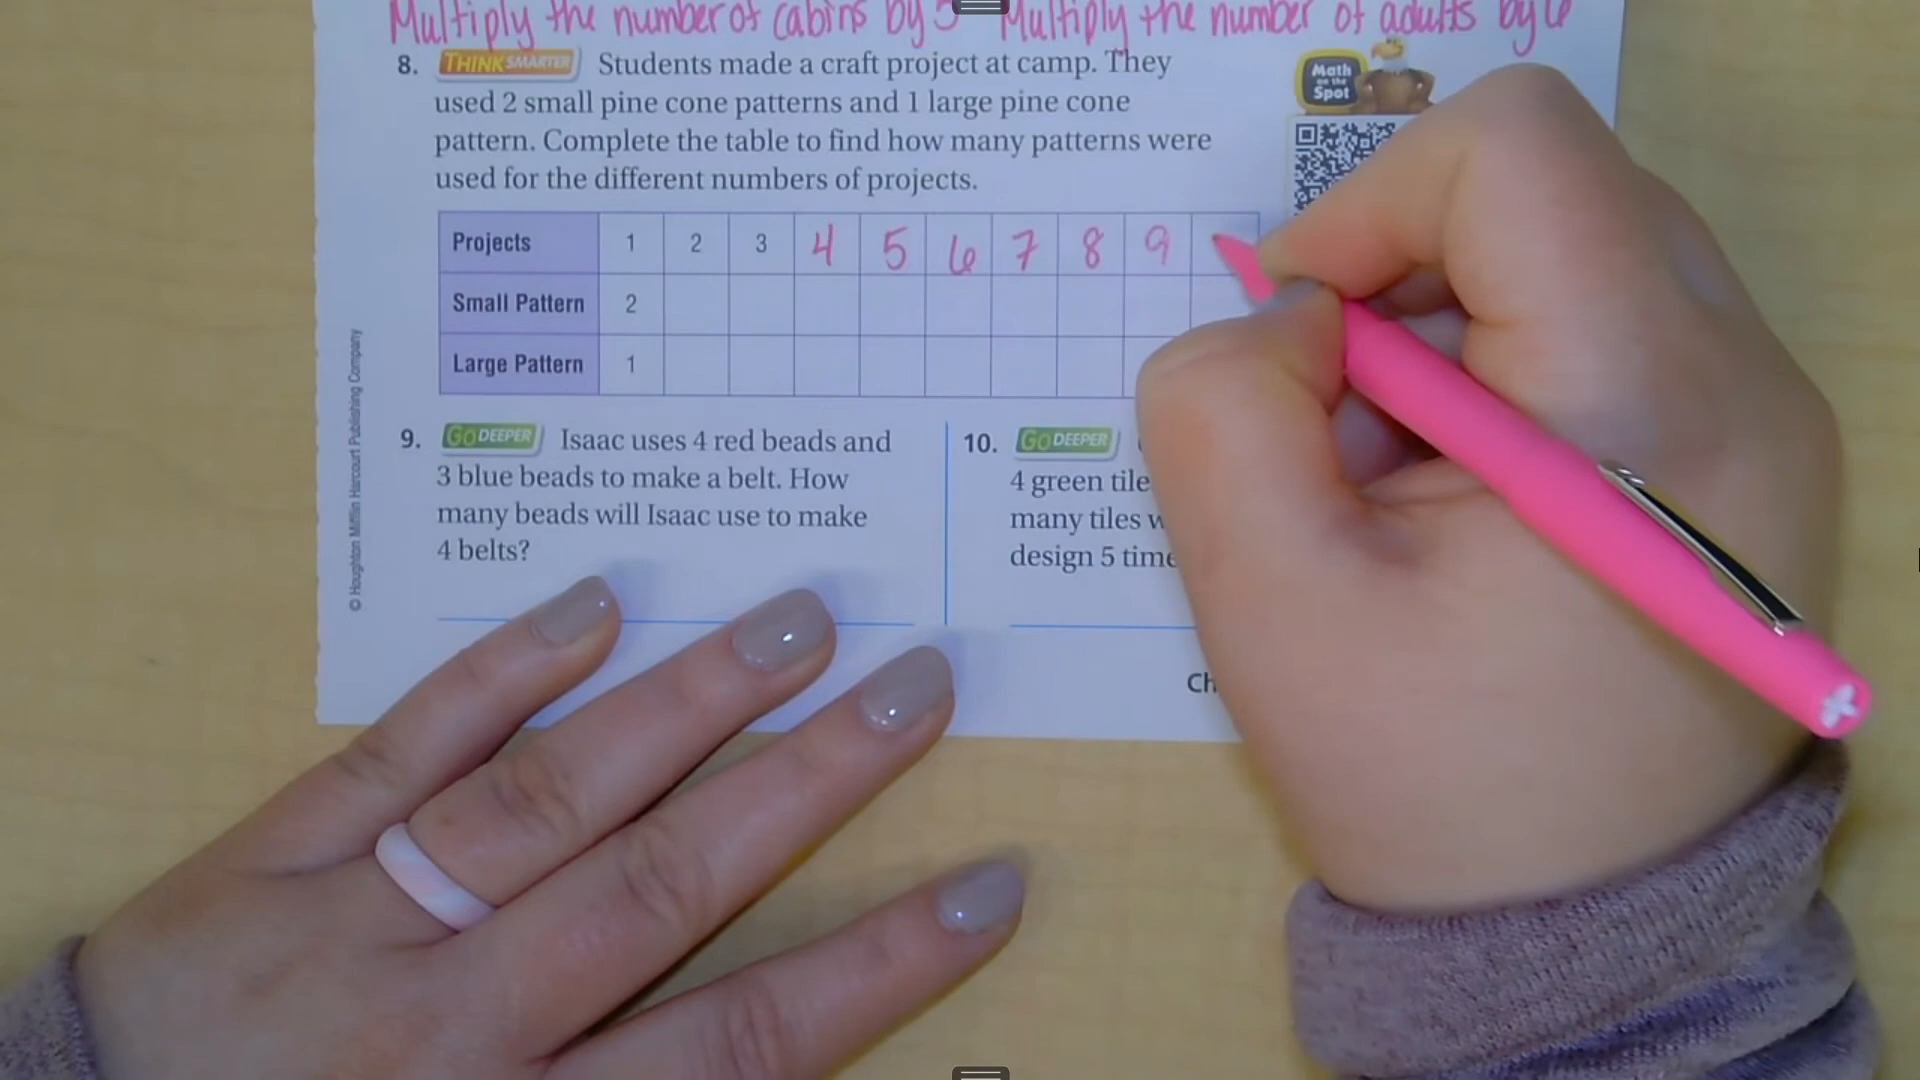 Multiply the number of cabins by 5 Multiply the number of adults by 6
8. THINK SMARTER Students made a craft project at camp. They
used 2 small pine cone patterns and 1 large pine cone
pattern. Complete the table to find how many patterns were
used for the different numbers of projects.
Math
on the
Spot
Projects 1 2 3 4 5 6 7 8 9
Small Pattern 2
Large Pattern 1
9. GO DEEPER Isaac uses 4 red beads and
3 blue beads to make a belt. How
many beads will Isaac use to make
4 belts?
10. GO DEEPER
4 green tile
many tiles
design 5 time
Ch
© Houghton Mifflin Harcourt Publishing Company